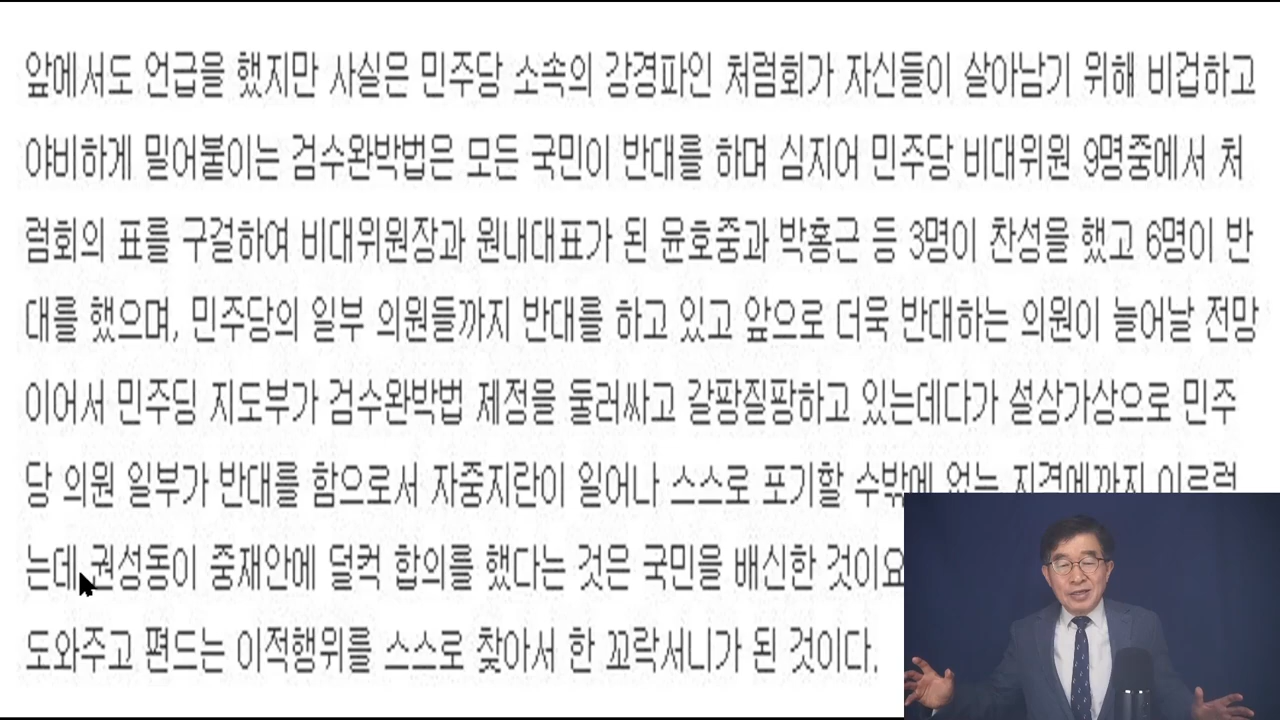 앞에서도 언급을 했지만 사실은 민주당 소속의 강경파인 처럼회가 자신들이 살아남기 위해 비겁하고
야비하게 밀어붙이는 검수완박법은 모든 국민이 반대를 하며 심지어 민주당 비대위원 9명중에서 처
럼회의 표를 구걸하여 비대위원장과 원내대표가 된 윤호중과 박홍근 등 3명이 찬성을 했고 6명이 반
대를 했으며, 민주당의 일부 의원들까지 반대를 하고 있고 앞으로 더욱 반대하는 의원이 늘어날 전망
이어서 민주딩 지도부가 검수완박법 제정을 둘러싸고 갈팡질팡하고 있는데다가 설상가상으로 민주
당 의원 일부가 반대를 함으로서 자중지란이 일어나 스스로 포기할 수밖에 없는 지경에까지 이르렀
는데 권성동이 중재안에 덜컥 합의를 했다는 것은 국민을 배신한 것이요
도와주고 편드는 이적행위를 스스로 찾아서 한 꼬락서니가 된 것이다.